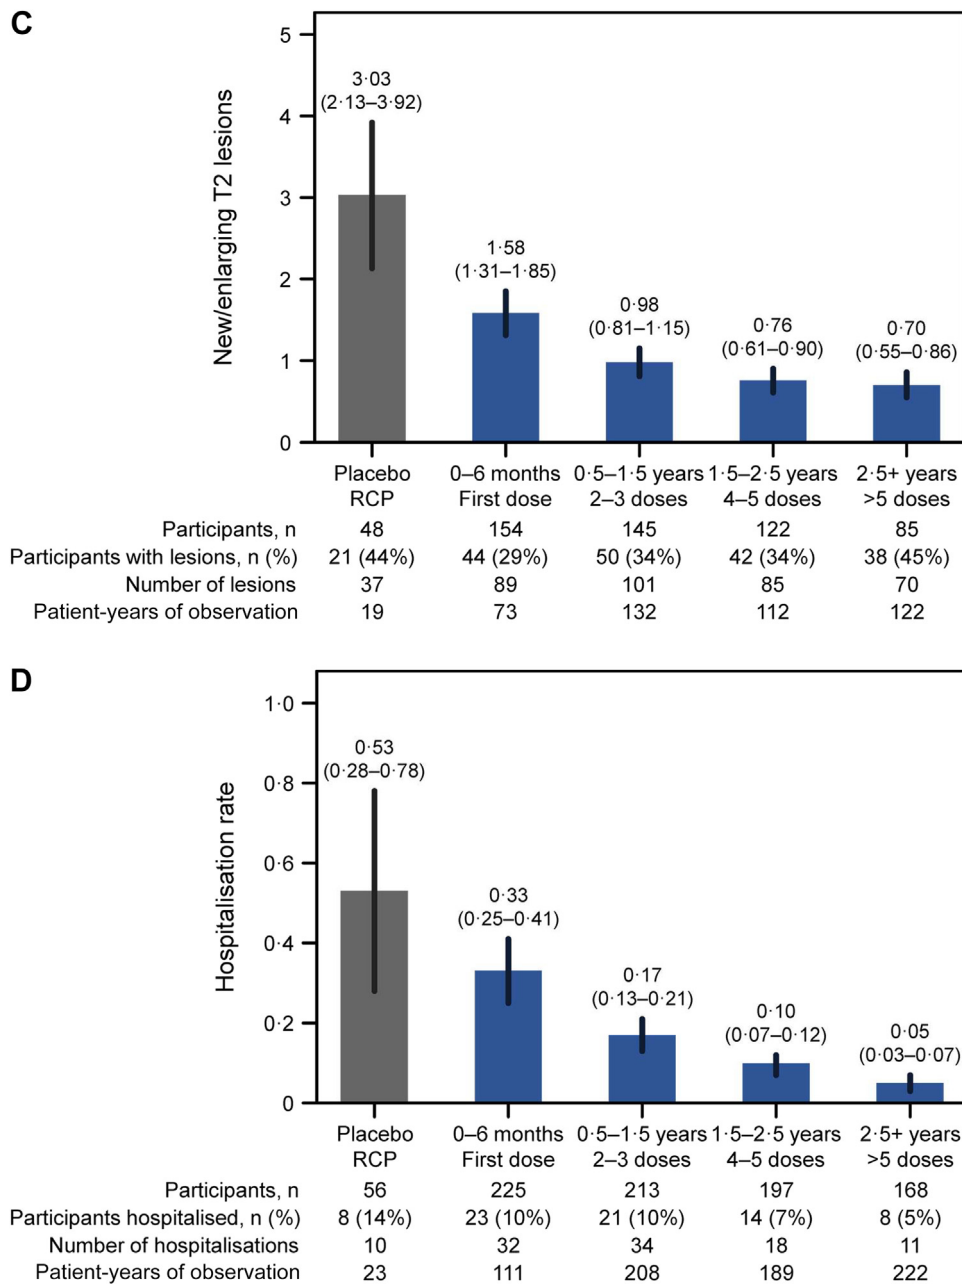 C
New/enlarging T2 lesions
5
4
3
2
1
0
3·03
(2·13–3·92)
1·58
(1·31–1·85)
0·98
(0·81–1·15)
0·76
(0·61–0·90)
0·70
(0·55–0·86)
Placebo 0–6 months 0·5–1·5 years 1·5–2·5 years 2·5+ years
RCP First dose 2–3 doses 4–5 doses >5 doses
Participants, n 48 154 145 122 85
Participants with lesions, n (%) 21 (44%) 44 (29%) 50 (34%) 42 (34%) 38 (45%)
Number of lesions 37 89 101 85 70
Patient-years of observation 19 73 132 112 122
D
Hospitalisation rate
1·0
0·8
0·6
0·4
0·2
0
0·53
(0·28–0·78)
0·33
(0·25–0·41)
0·17
(0·13–0·21)
0·10
(0·07–0·12)
0·05
(0·03–0·07)
Placebo 0–6 months 0·5–1·5 years 1·5–2·5 years 2·5+ years
RCP First dose 2–3 doses 4–5 doses >5 doses
Participants, n 56 225 213 197 168
Participants hospitalised, n (%) 8 (14%) 23 (10%) 21 (10%) 14 (7%) 8 (5%)
Number of hospitalisations 10 32 34 18 11
Patient-years of observation 23 111 208 189 222